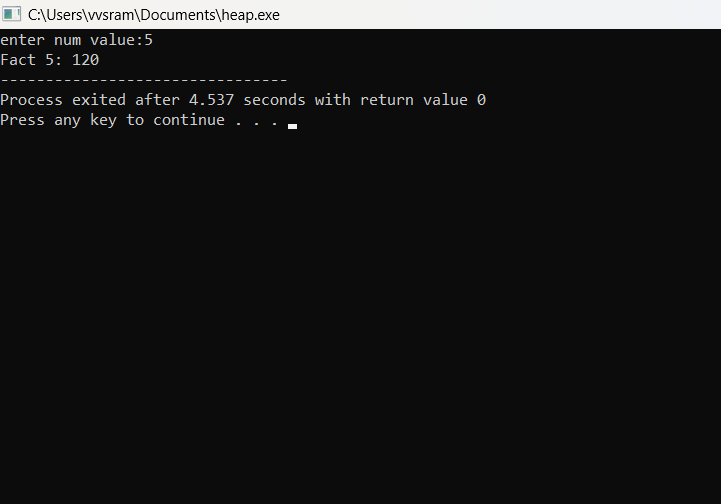 C:\Users\vvsram\Documents\heap.exe
enter num value:5
Fact 5: 120
--------------------------------
Process exited after 4.537 seconds with return value 0
Press any key to continue . . .